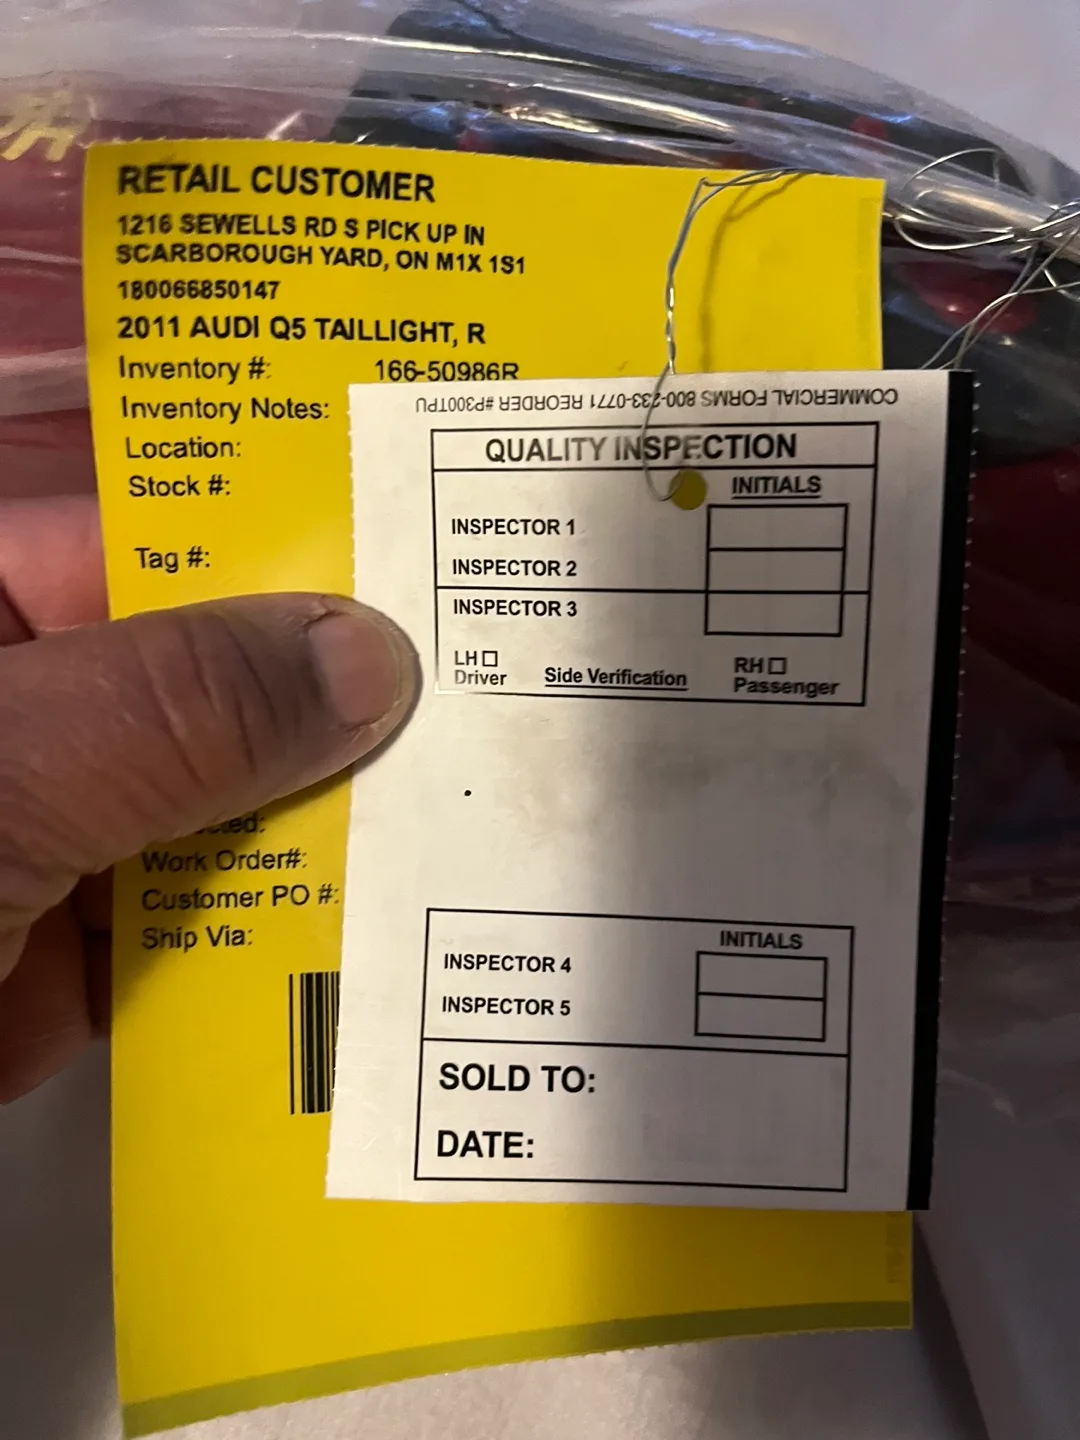 RETAIL CUSTOMER
1216 SEWELLS RD S PICK UP IN
SCARBOROUGH YARD, ON M1X 1S1
180066850147
2011 AUDI Q5 TAILLIGHT, R
Inventory #: 166-50986R
Inventory Notes:
Location:
Stock #:
Tag #:
Work Order#:
Customer PO #:
Ship Via:
COMMERCIAL FORMS 800-233-0771 REORDER #P300TPU
QUALITY INSPECTION
INITIALS
INSPECTOR 1
INSPECTOR 2
INSPECTOR 3
LH RH
Driver Side Verification Passenger
INITIALS
INSPECTOR 4
INSPECTOR 5
SOLD TO:
DATE: